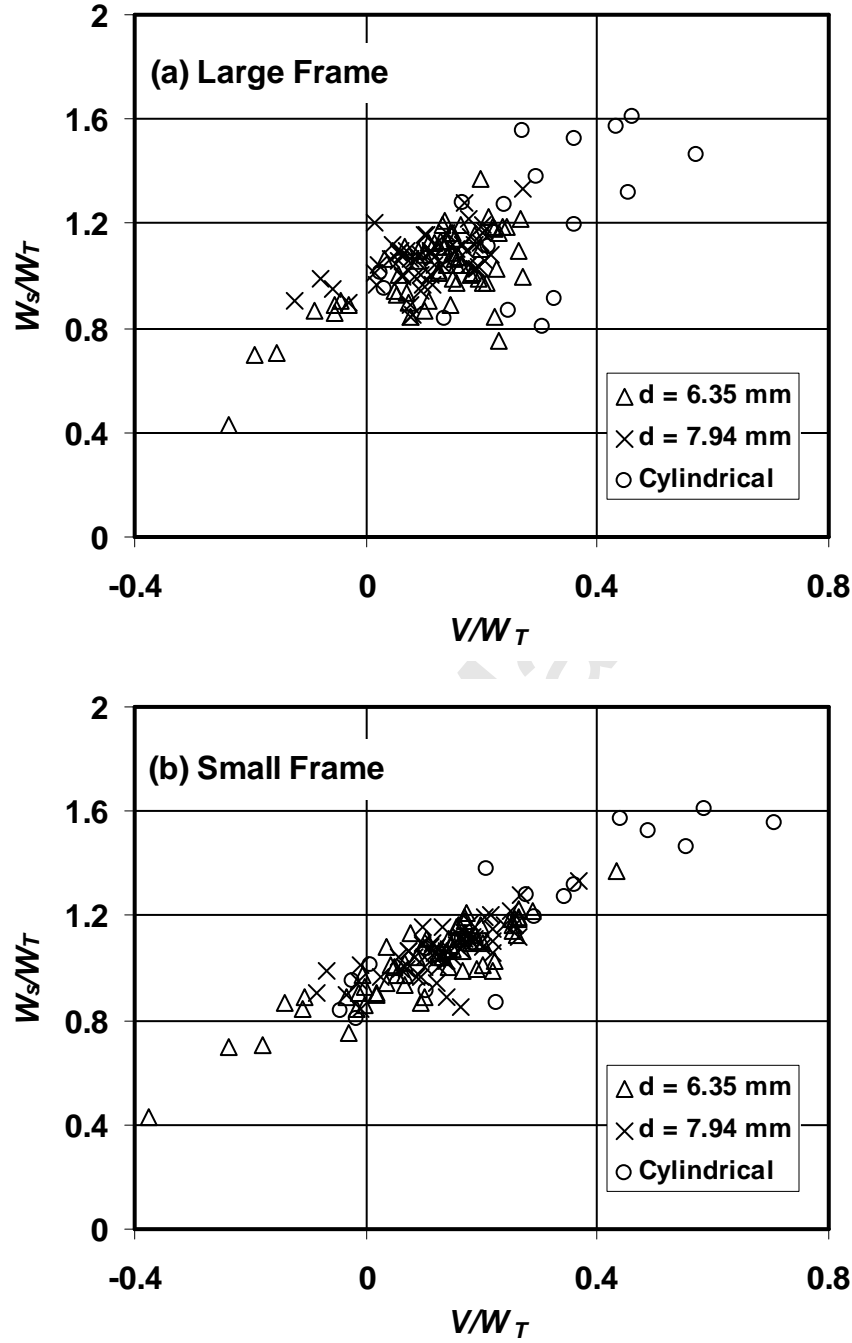 2
(a) Large Frame
1.6
1.2
Ws/WT
0.8
d = 6.35 mm
d = 7.94 mm
0.4
Cylindrical
0
-0.4 0 0.4 0.8
V/WT
2
(b) Small Frame
1.6
1.2
Ws/WT
0.8
d = 6.35 mm
d = 7.94 mm
0.4
Cylindrical
0
-0.4 0 0.4 0.8
V/WT